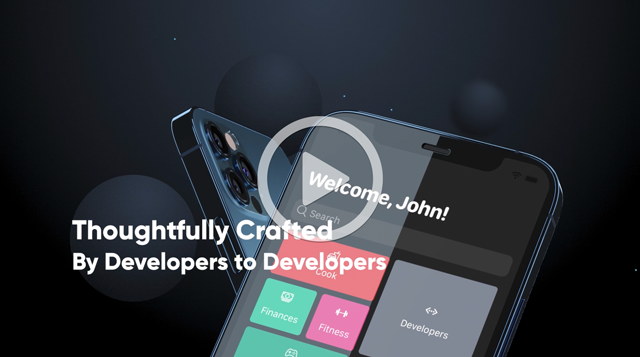 Welcome, John!
Search
Thoughtfully Crafted
By Developers to Developers
Cook
Finances
Fitness
Developers